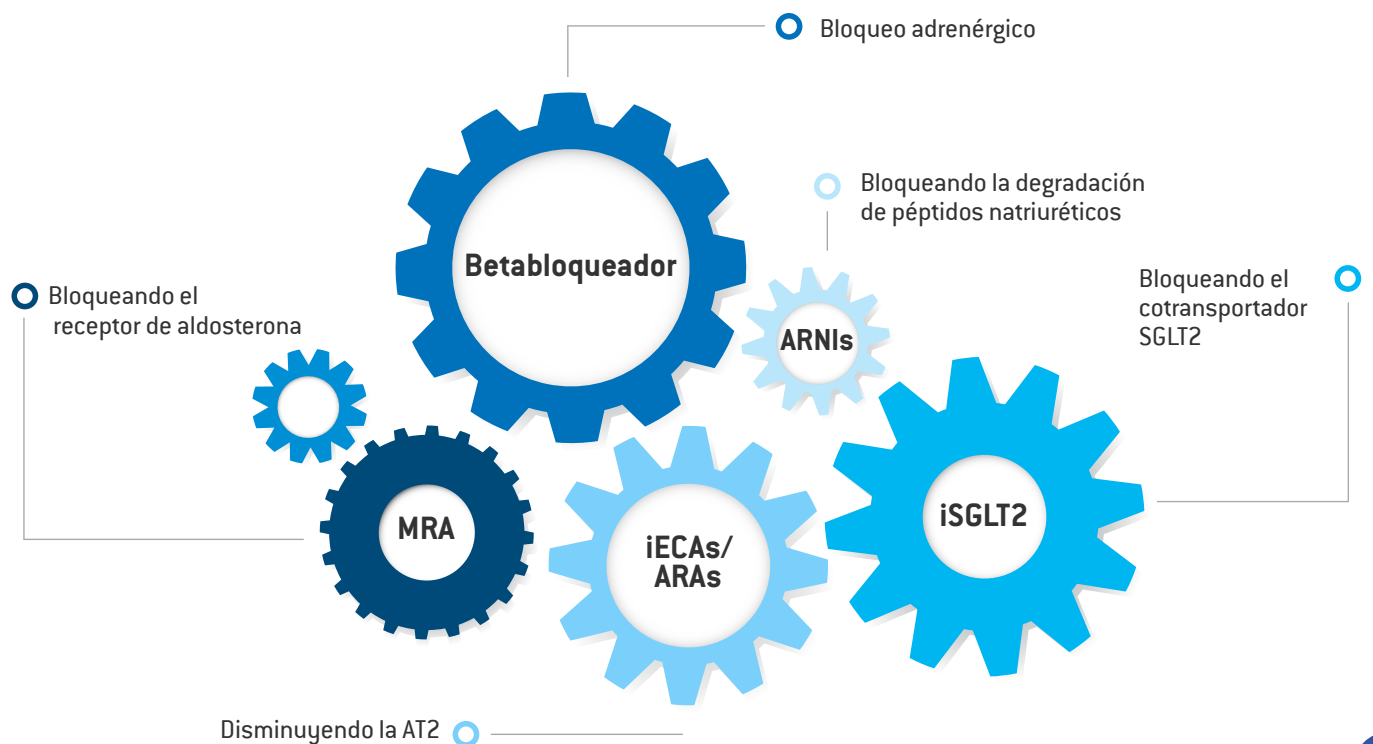 Bloqueo adrenérgico
Bloqueando la degradación
de péptidos natriuréticos
Betabloqueador
Bloqueando el
cotransportador
SGLT2
Bloqueando el
receptor de aldosterona
ARNIs
MRA
iECAs/
ARAs
iSGLT2
Disminuyendo la AT2